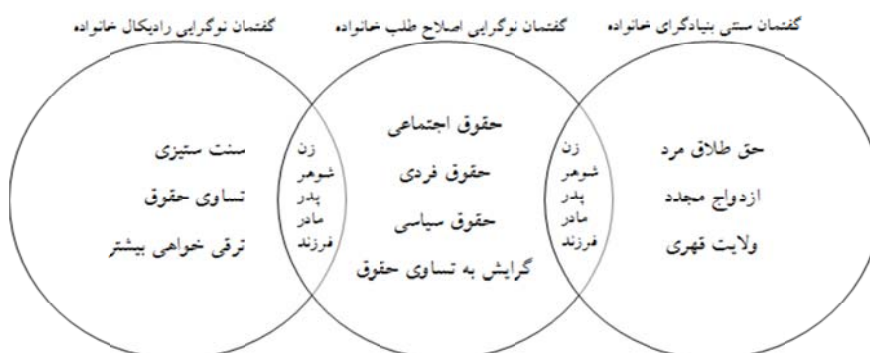 گفتمان سنتی بنیادگرای خانواده
گفتمان نوگرایی اصلاح طلب خانواده
گفتمان نوگرایی رادیکال خانواده
حق طلاق مرد
ازدواج مجدد
ولایت قهری
زن
شوهر
پدر
مادر
فرزند
حقوق اجتماعی
حقوق فردی
حقوق سیاسی
گرایش به تساوی حقوق
زن
شوهر
پدر
مادر
فرزند
سنت ستیزی
تساوی حقوق
ترقی خواهی بیشتر